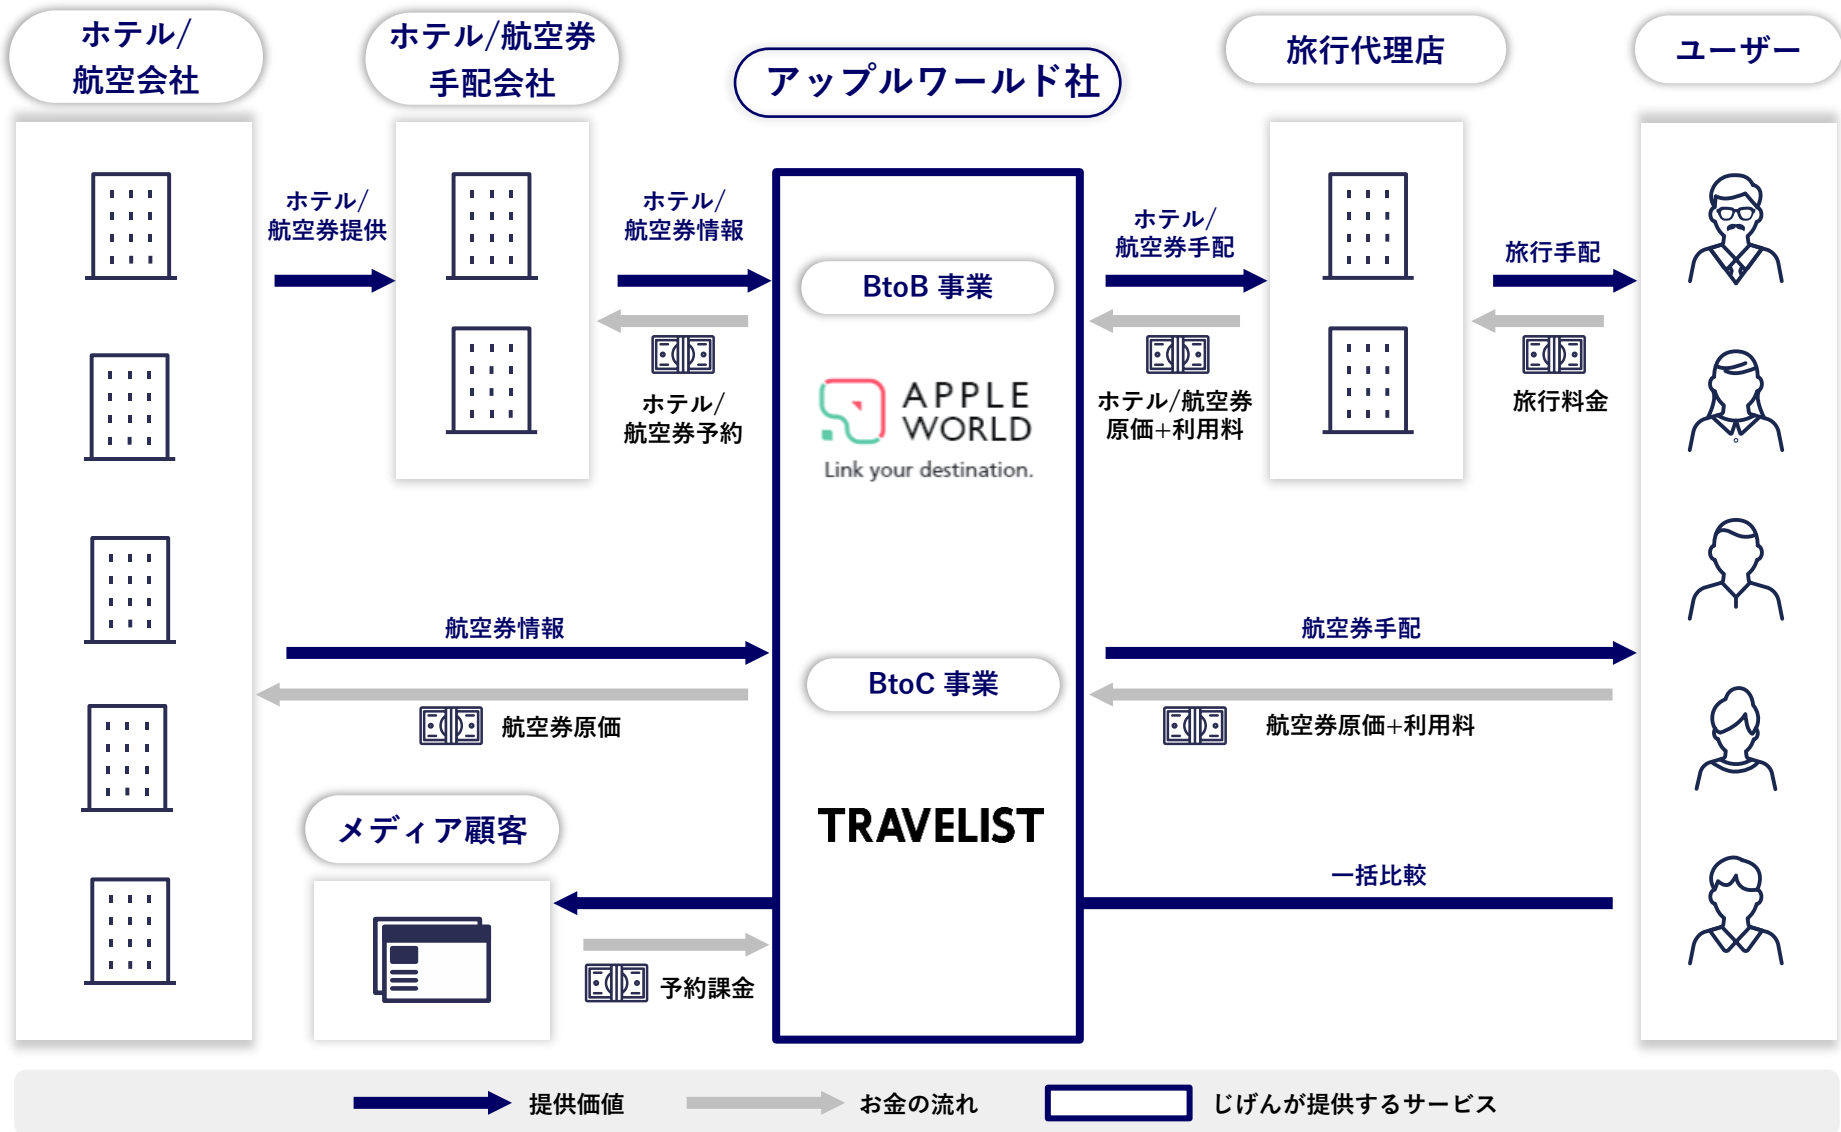 ホテル/
航空会社
ホテル/航空券
手配会社
アップルワールド社
旅行代理店
ユーザー
ホテル/
航空券提供
ホテル/
航空券情報
ホテル/
航空券手配
旅行手配
BtoB 事業
ホテル/
航空券予約
APPLE
WORLD
Link your destination.
ホテル/航空券
原価+利用料
旅行料金
航空券情報
航空券手配
BtoC 事業
航空券原価
航空券原価+利用料
メディア顧客
TRAVELIST
一括比較
予約課金
提供価値
お金の流れ
じげんが提供するサービス